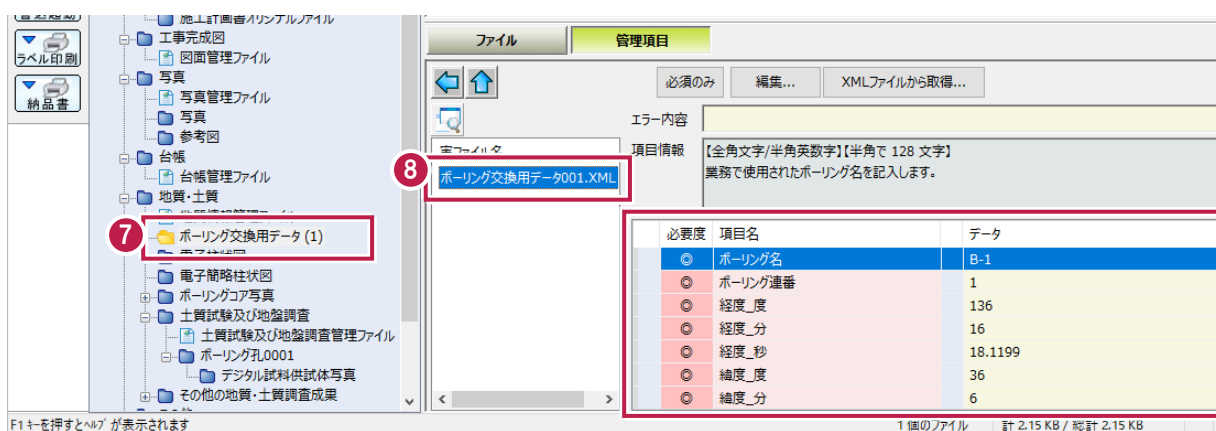 施工計画書オリジナルファイル
工事完成図
図面管理ファイル
写真
写真管理ファイル
写真
参考図
台帳
台帳管理ファイル
地質・土質
ボーリング交換用データ (1)
電子簡略柱状図
ボーリングコア写真
土質試験及び地盤調査
土質試験及び地盤調査管理ファイル
ボーリング孔0001
デジタル試料供試体写真
その他の地質・土質調査成果
ラベル印刷
納品書
7
8
ファイル
管理項目
必須のみ
編集...
XMLファイルから取得...
エラー内容
項目情報
【全角文字/半角英数字】【半角で 128 文字】
業務で使用されたボーリング名を記入します。
実ファイル名
ボーリング交換用データ001.XML
必要度 項目名 データ
◎ ボーリング名 B-1
◎ ボーリング連番 1
◎ 経度_度 136
◎ 経度_分 16
◎ 経度_秒 18.1199
◎ 緯度_度 36
◎ 緯度_分 6
F1 キーを押すとヘルプが表示されます
1 個のファイル
計 2.15 KB / 総計 2.15 KB